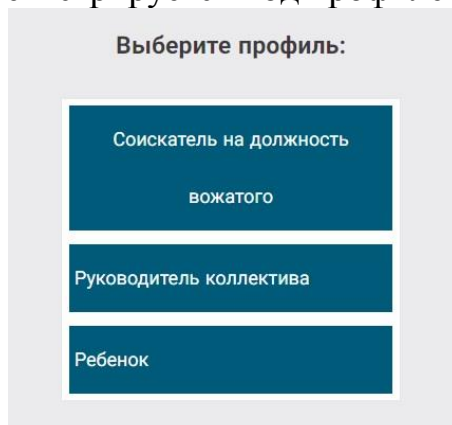 Выберите профиль:
Соискатель на должность
вожатого
Руководитель коллектива
Ребенок